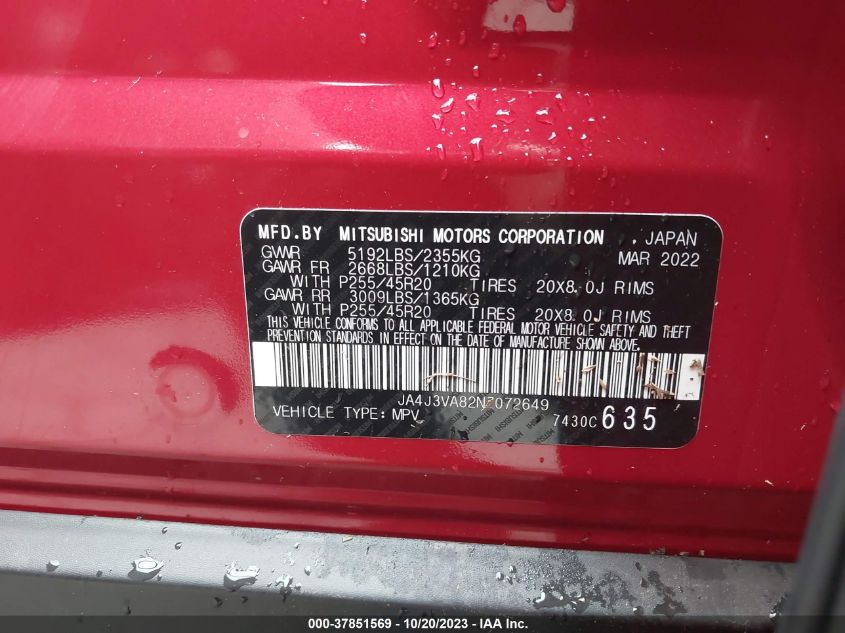 MFD.BY MITSUBISHI MOTORS CORPORATION , JAPAN
GVWR 5192LBS/2355KG MAR 2022
GAWR FR 2668LBS/1210KG
WITH P255/45R20 TIRES 20X8.0J RIMS
GAWR RR 3009LBS/1365KG
WITH P255/45R20 TIRES 20X8.0J RIMS
THIS VEHICLE CONFORMS TO ALL APPLICABLE FEDERAL MOTOR VEHICLE SAFETY AND THEFT
PREVENTION STANDARDS IN EFFECT ON THE DATE OF MANUFACTURE SHOWN ABOVE.
JA4J3VA82NZ072649
VEHICLE TYPE: MPV 7430C 635
000-37851569 | 10/20/2023 - © IAA Inc.